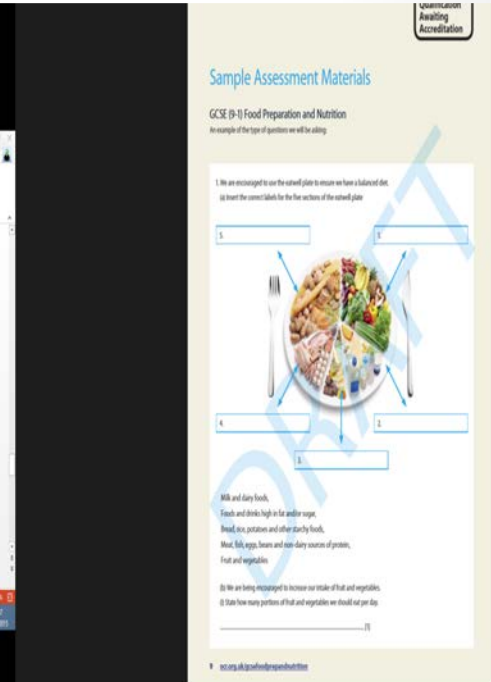 Qualification
Awaiting
Accreditation
Sample Assessment Materials
GCSE (9-1) Food Preparation and Nutrition
An example of the type of questions we will be asking:
1. We are encouraged to use the eatwell plate to ensure we have a balanced diet.
(a) Insert the correct labels for the five sections of the eatwell plate
5.
1.
4.
2.
3.
Milk and dairy foods,
Foods and drinks high in fat and/or sugar,
Bread, rice, potatoes and other starchy foods,
Meat, fish, eggs, beans and non-dairy sources of protein,
Fruit and vegetables
(b) We are being encouraged to increase our intake of fruit and vegetables.
(i) State how many portions of fruit and vegetables we should eat per day.
[1]
DRAFT
9 ocr.org.uk/gcsefoodprepandnutrition